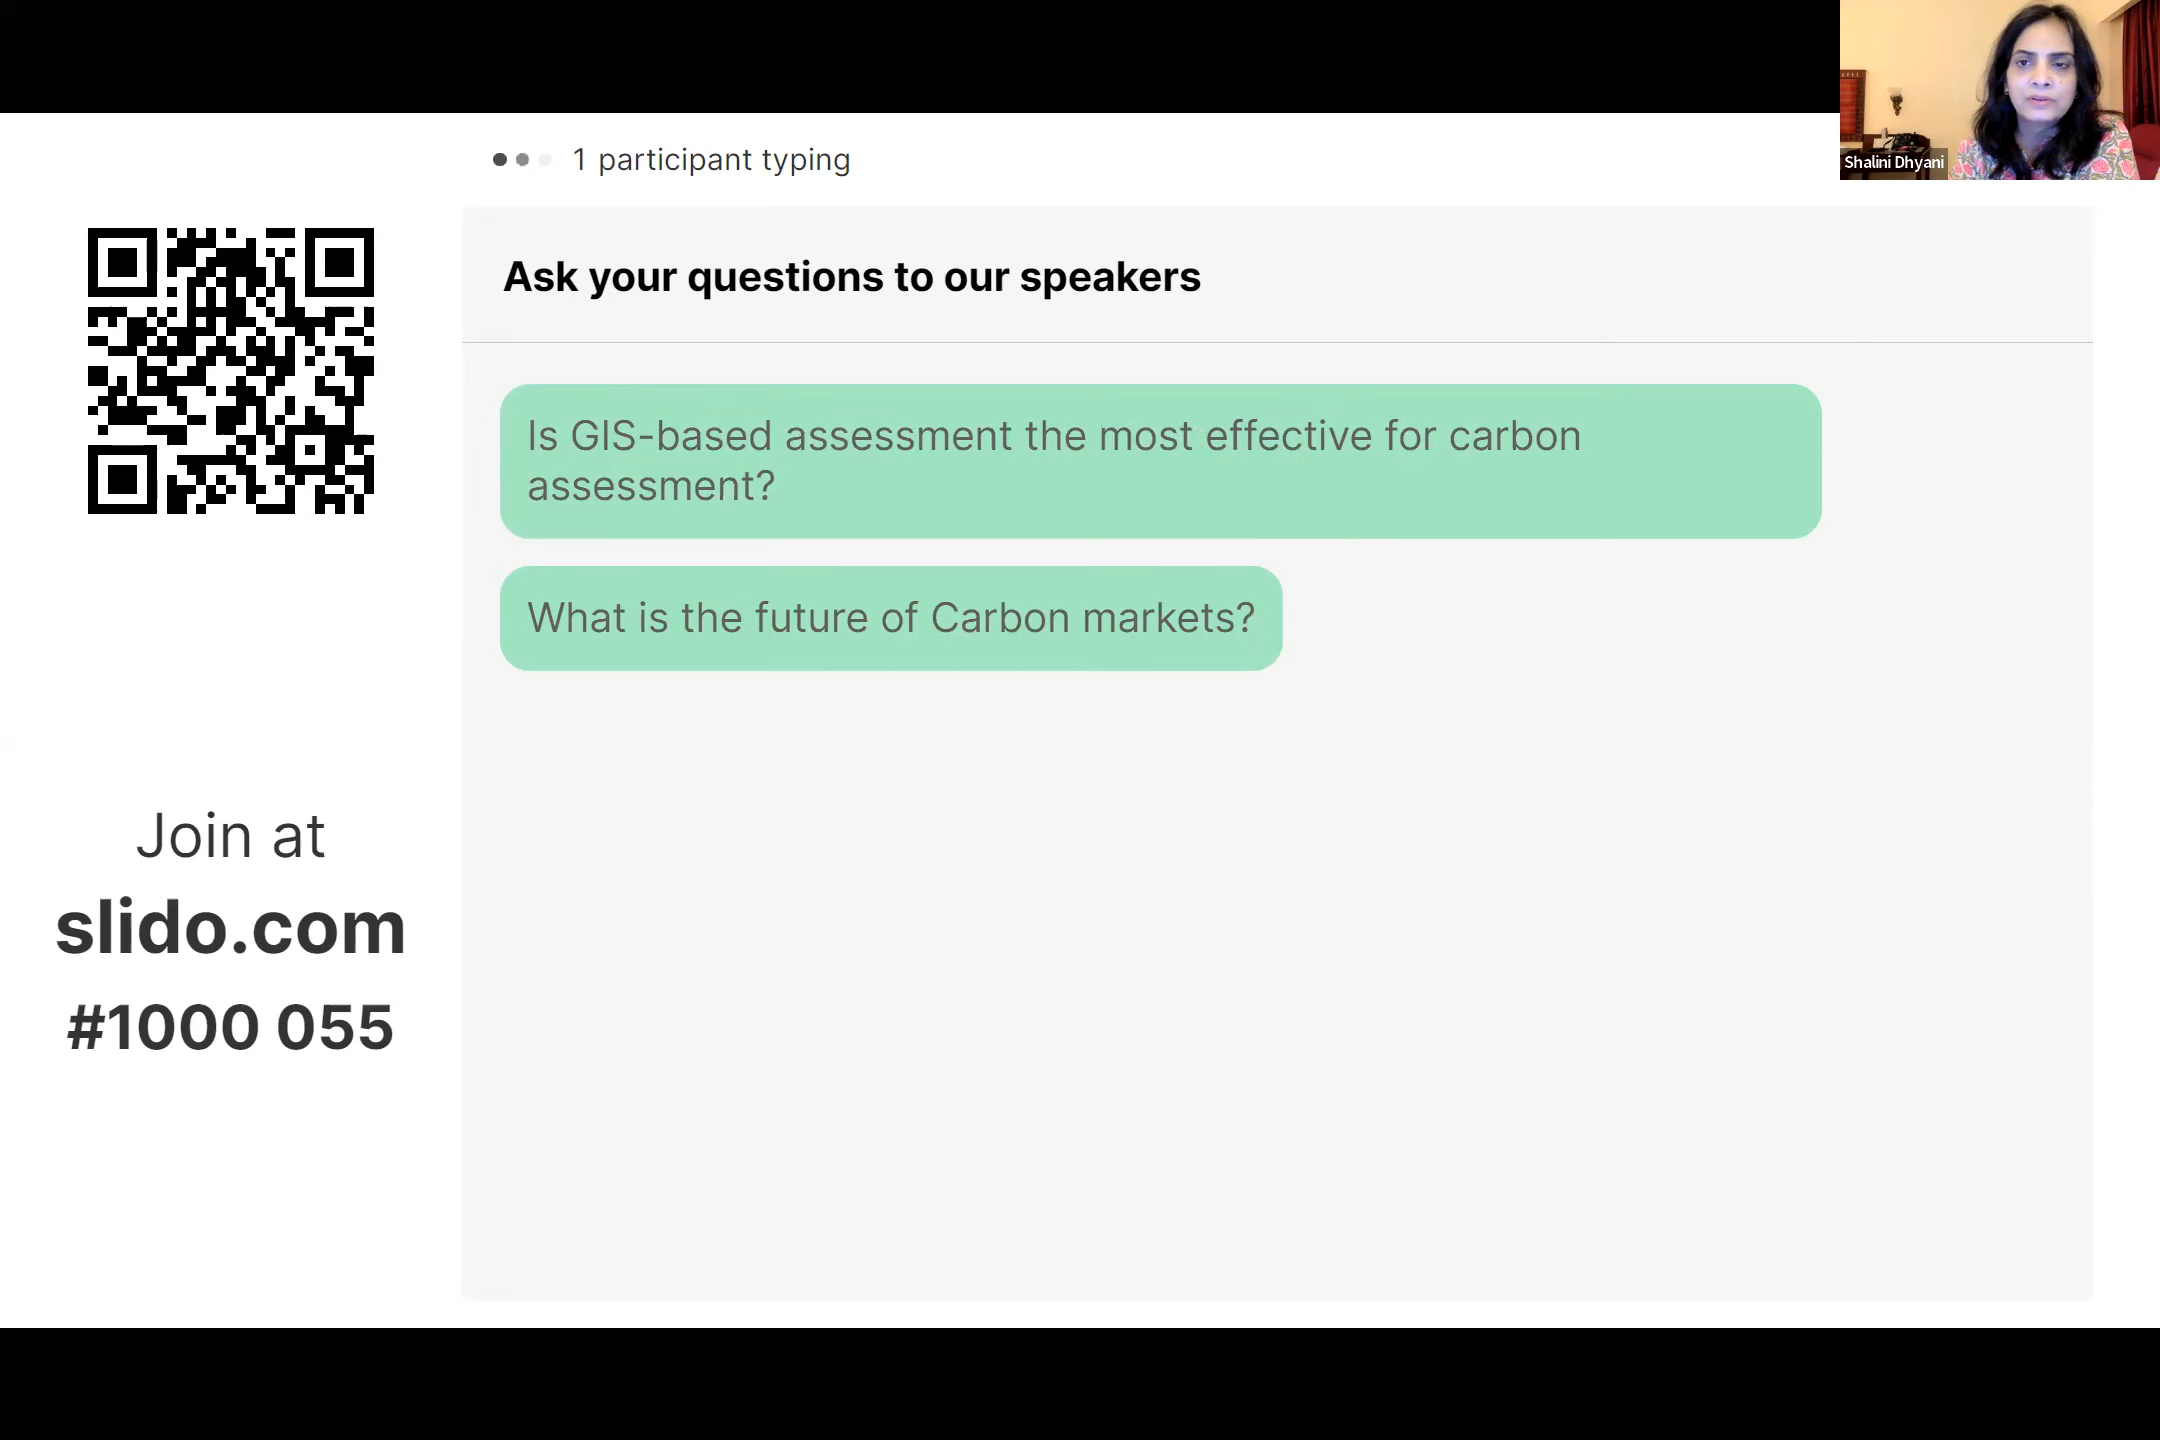 Shalini Dhyani
1 participant typing
Ask your questions to our speakers
Is GIS-based assessment the most effective for carbon
assessment?
What is the future of Carbon markets?
Join at
slido.com
#1000 055